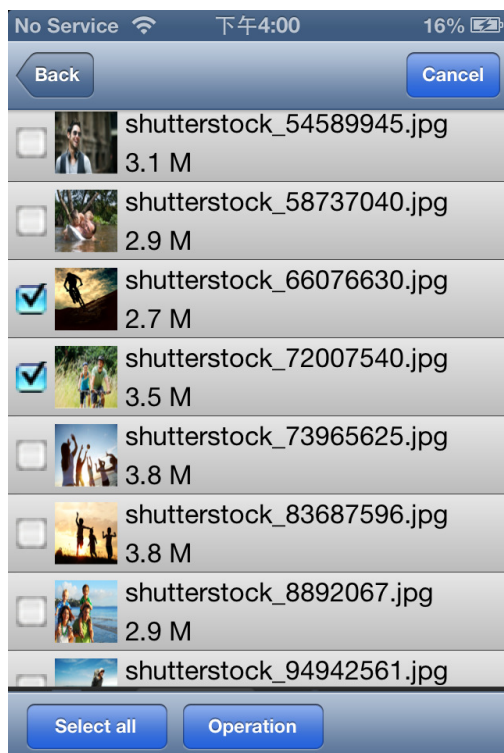 No Service 下午4:00 16%
Back Cancel
shutterstock_54589945.jpg
3.1 M
shutterstock_58737040.jpg
2.9 M
shutterstock_66076630.jpg
2.7 M
shutterstock_72007540.jpg
3.5 M
shutterstock_73965625.jpg
3.8 M
shutterstock_83687596.jpg
3.8 M
shutterstock_8892067.jpg
2.9 M
shutterstock_94942561.jpg
Select all Operation